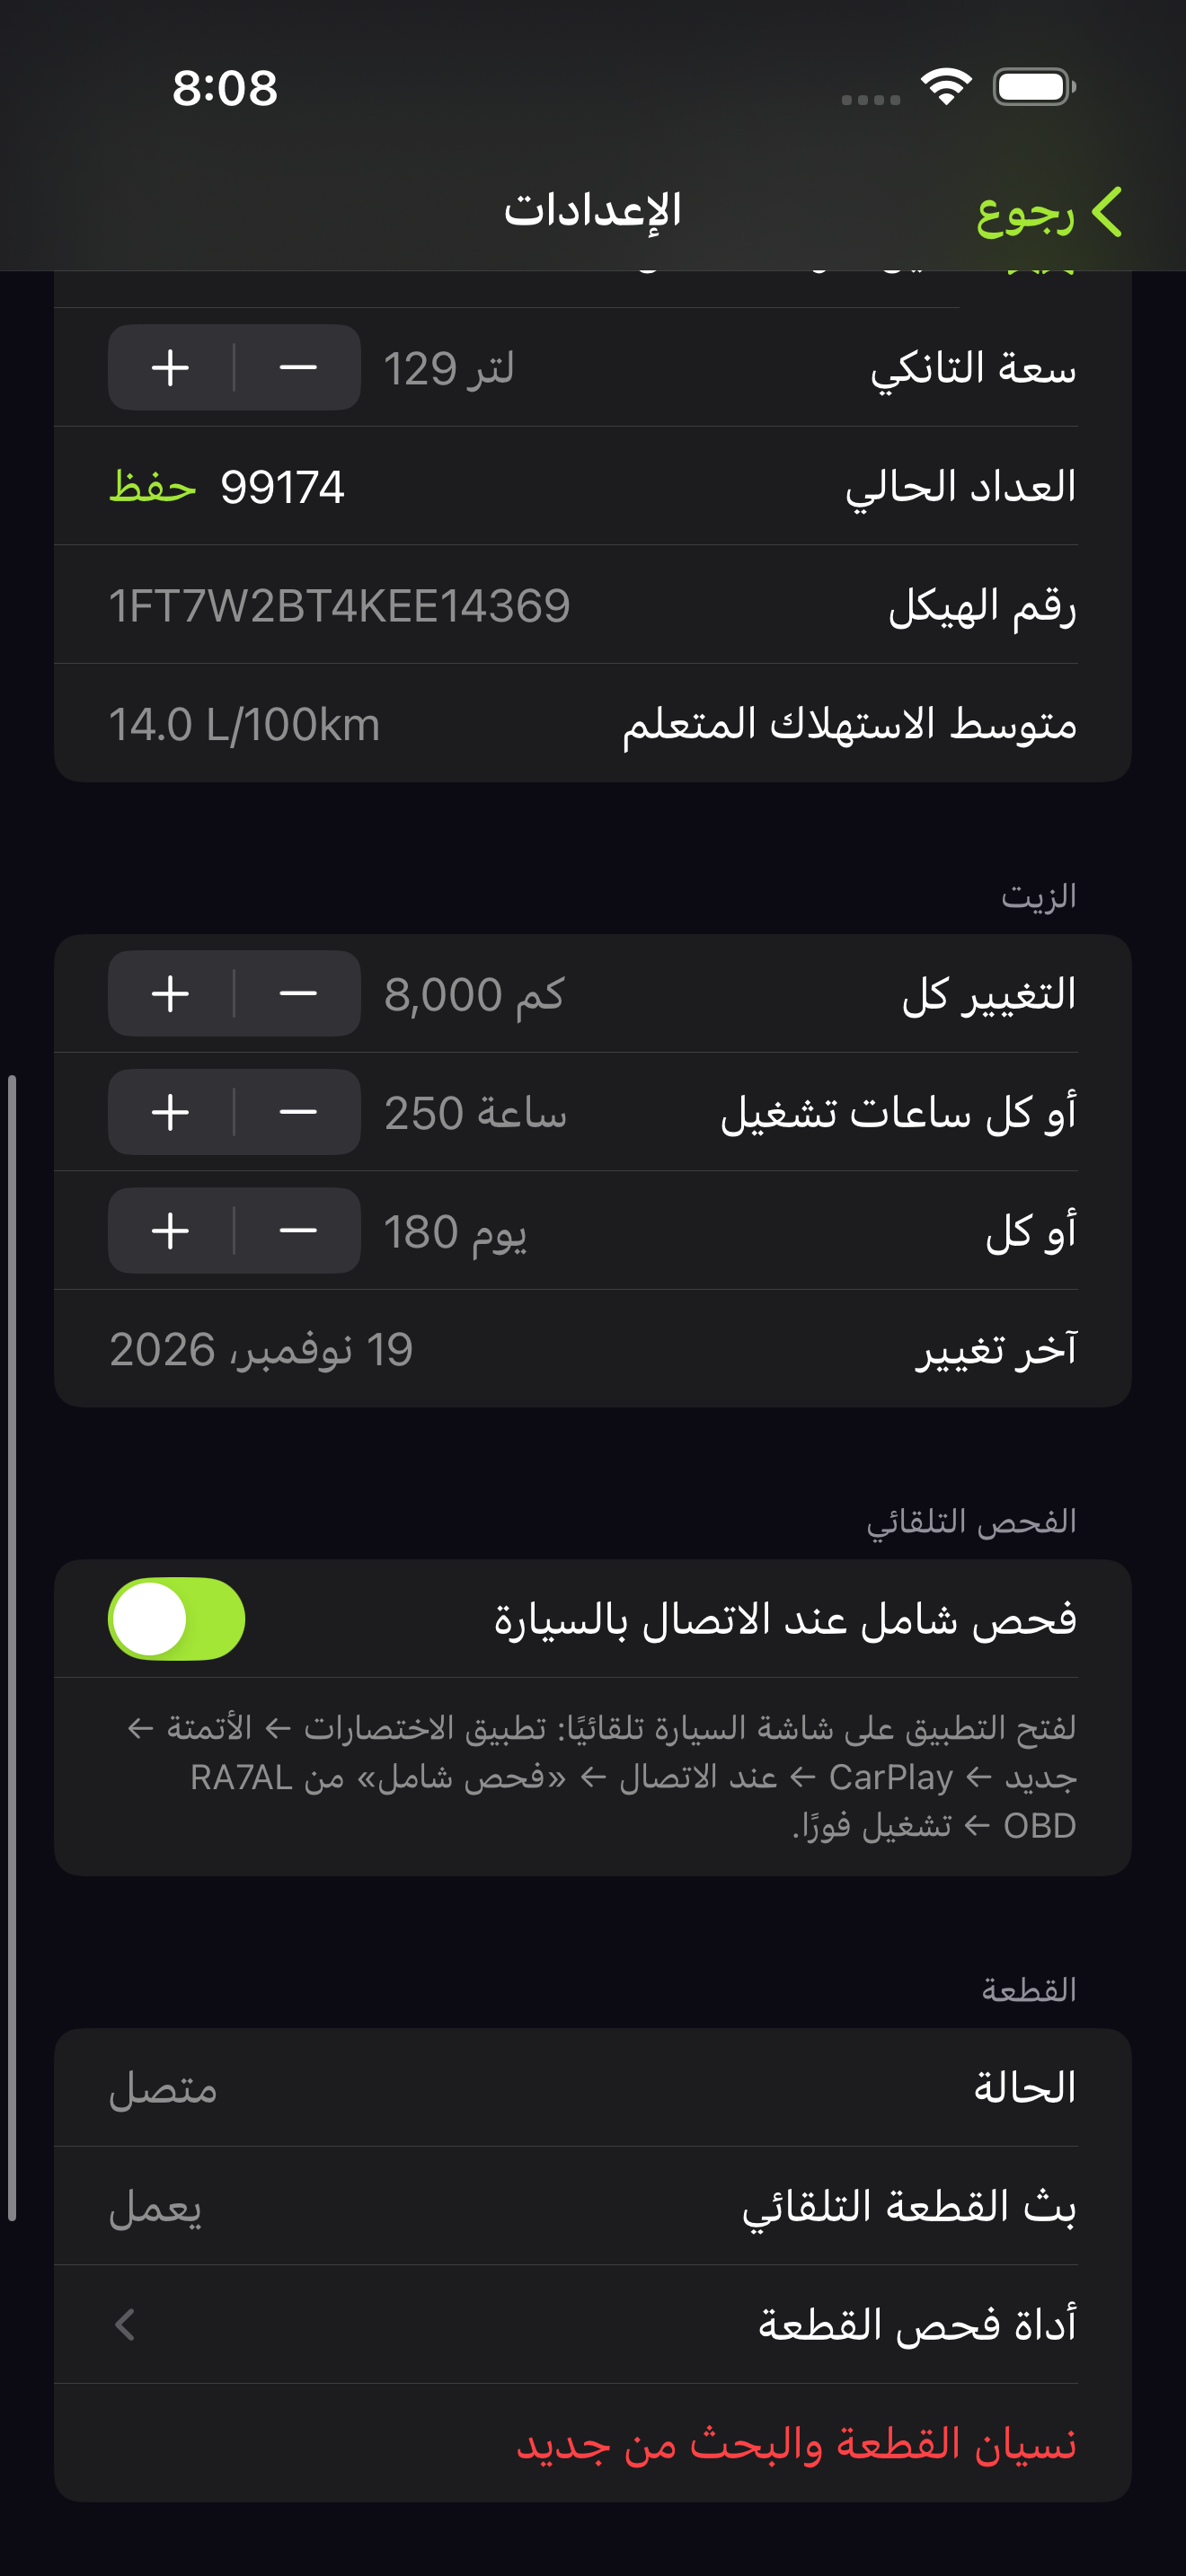 8:08
رجوع
الإعدادات
سعة التانكي
129 لتر
العداد الحالي
99174
حفظ
رقم الهيكل
1FT7W2BT4KEE14369
متوسط الاستهلاك المتعلم
14.0 L/100km
الزيت
التغيير كل
8,000 كم
أو كل ساعات تشغيل
250 ساعة
أو كل
180 يوم
آخر تغيير
19 نوفمبر، 2026
الفحص التلقائي
فحص شامل عند الاتصال بالسيارة
لفتح التطبيق على شاشة السيارة تلقائيًا: تطبيق الاختصارات ← الأتمتة ←
جديد ← CarPlay ← عند الاتصال ← «فحص شامل» من RA7AL
OBD ← تشغيل فورًا.
القطعة
الحالة
متصل
بث القطعة التلقائي
يعمل
أداة فحص القطعة
نسيان القطعة والبحث من جديد